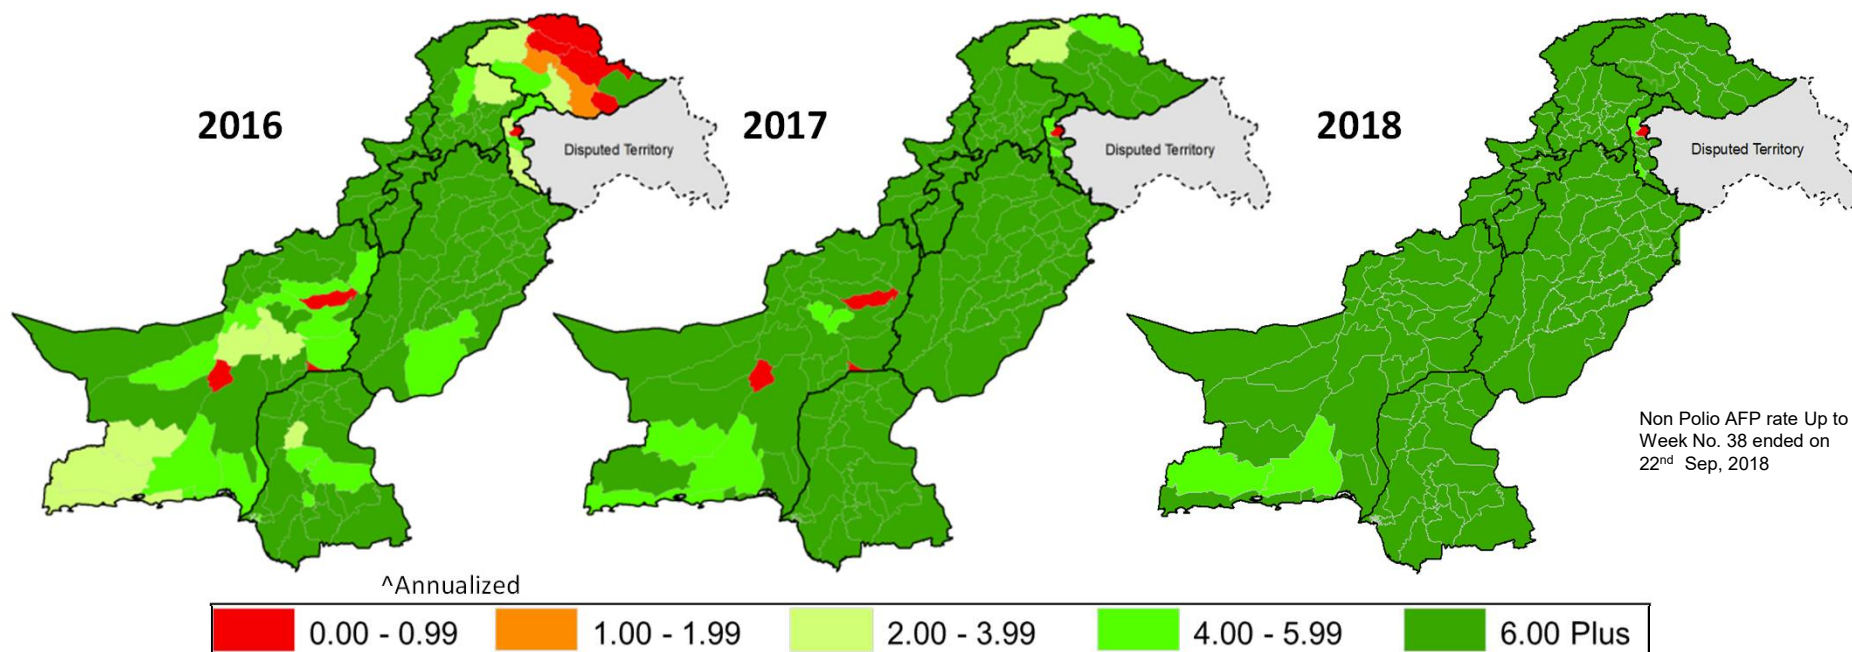 2016
2017
2018
Disputed Territory
Disputed Territory
Disputed Territory
Non Polio AFP rate Up to
Week No. 38 ended on
22nd Sep, 2018
^Annualized
0.00 - 0.99
1.00 - 1.99
2.00 - 3.99
4.00 - 5.99
6.00 Plus